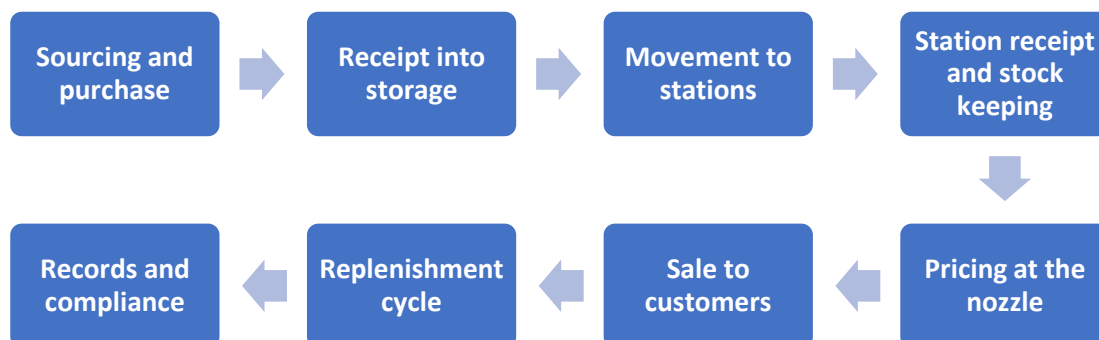 Sourcing and
purchase
Receipt into
storage
Movement to
stations
Station receipt
and stock
keeping
Pricing at the
nozzle
Sale to
customers
Replenishment
cycle
Records and
compliance